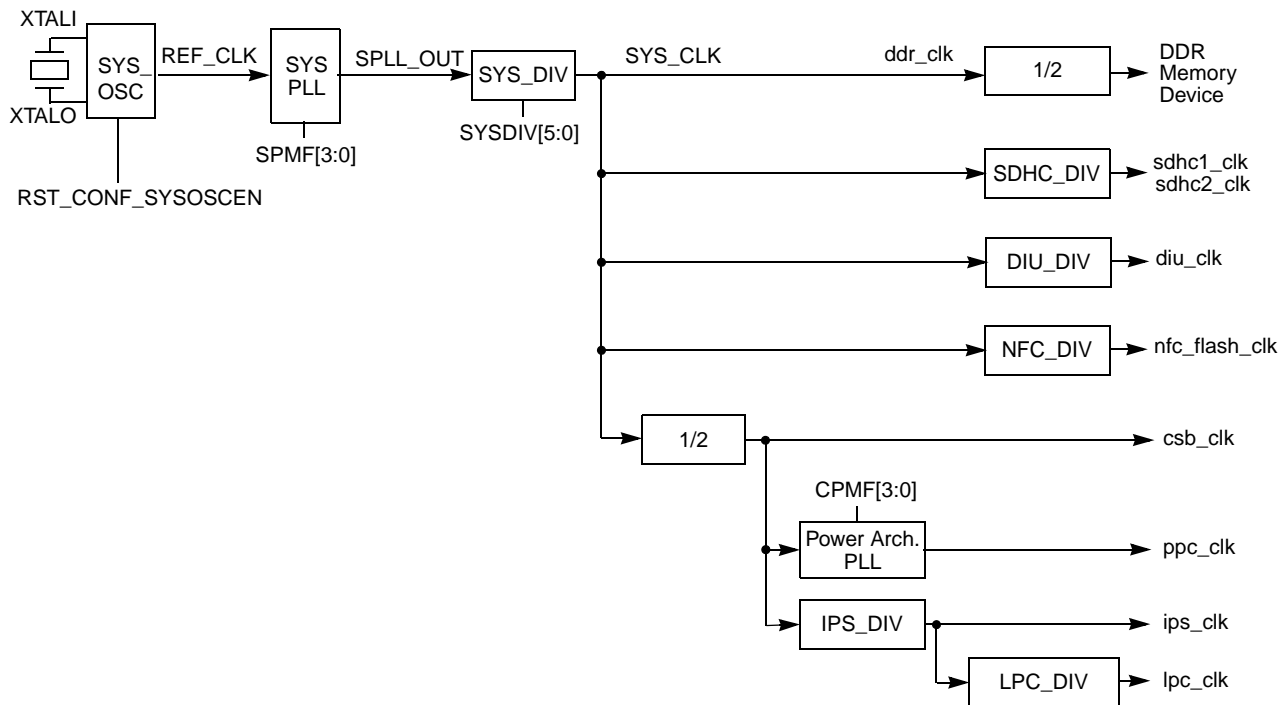 XTALI
SYS_
OSC
XTALO
RST_CONF_SYSOSCEN
REF_CLK
SYS
PLL
SPMF[3:0]
SPLL_OUT
SYS_DIV
SYSDIV[5:0]
SYS_CLK
ddr_clk
1/2
DDR
Memory
Device
SDHC_DIV
sdhc1_clk
sdhc2_clk
DIU_DIV
diu_clk
NFC_DIV
nfc_flash_clk
1/2
csb_clk
CPMF[3:0]
Power Arch.
PLL
ppc_clk
IPS_DIV
ips_clk
LPC_DIV
lpc_clk